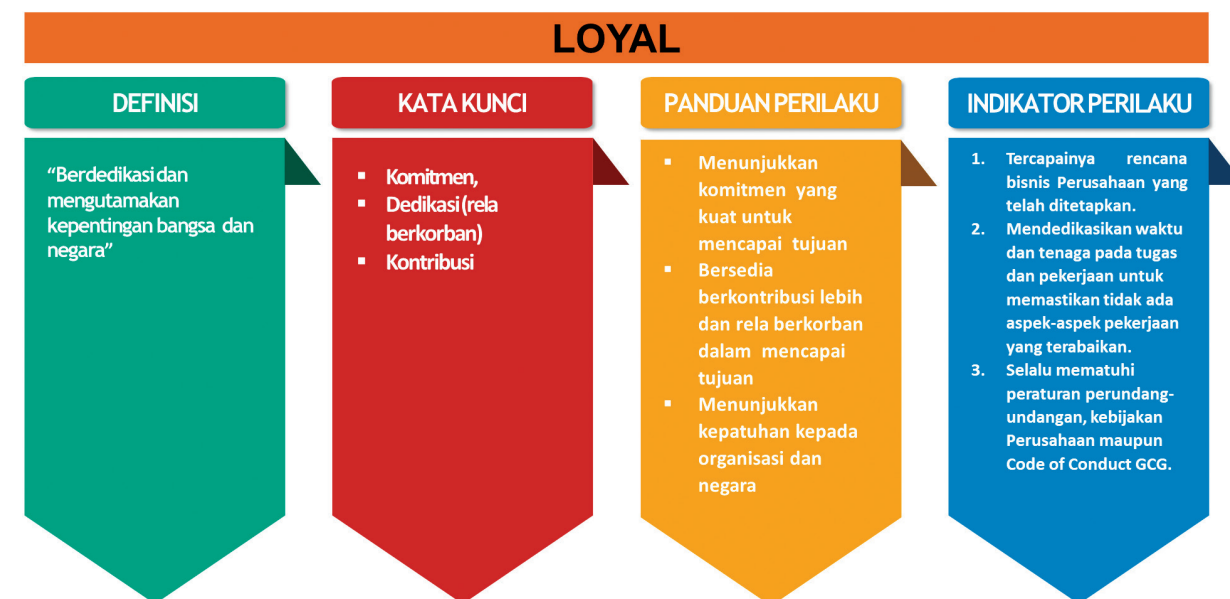 LOYAL
DEFINISI
"Berdedikasi dan
mengutamakan
kepentingan bangsa dan
negara"
KATA KUNCI
▪ Komitmen,
▪ Dedikasi (rela
berkorban)
▪ Kontribusi
PANDUAN PERILAKU
▪ Menunjukkan
komitmen yang
kuat untuk
mencapai tujuan
▪ Bersedia
berkontribusi lebih
dan rela berkorban
dalam mencapai
tujuan
▪ Menunjukkan
kepatuhan kepada
organisasi dan
negara
INDIKATOR PERILAKU
1. Tercapainya rencana
bisnis Perusahaan yang
telah ditetapkan.
2. Mendedikasikan waktu
dan tenaga pada tugas
dan pekerjaan untuk
memastikan tidak ada
aspek-aspek pekerjaan
yang terabaikan.
3. Selalu mematuhi
peraturan perundang-
undangan, kebijakan
Perusahaan maupun
Code of Conduct GCG.